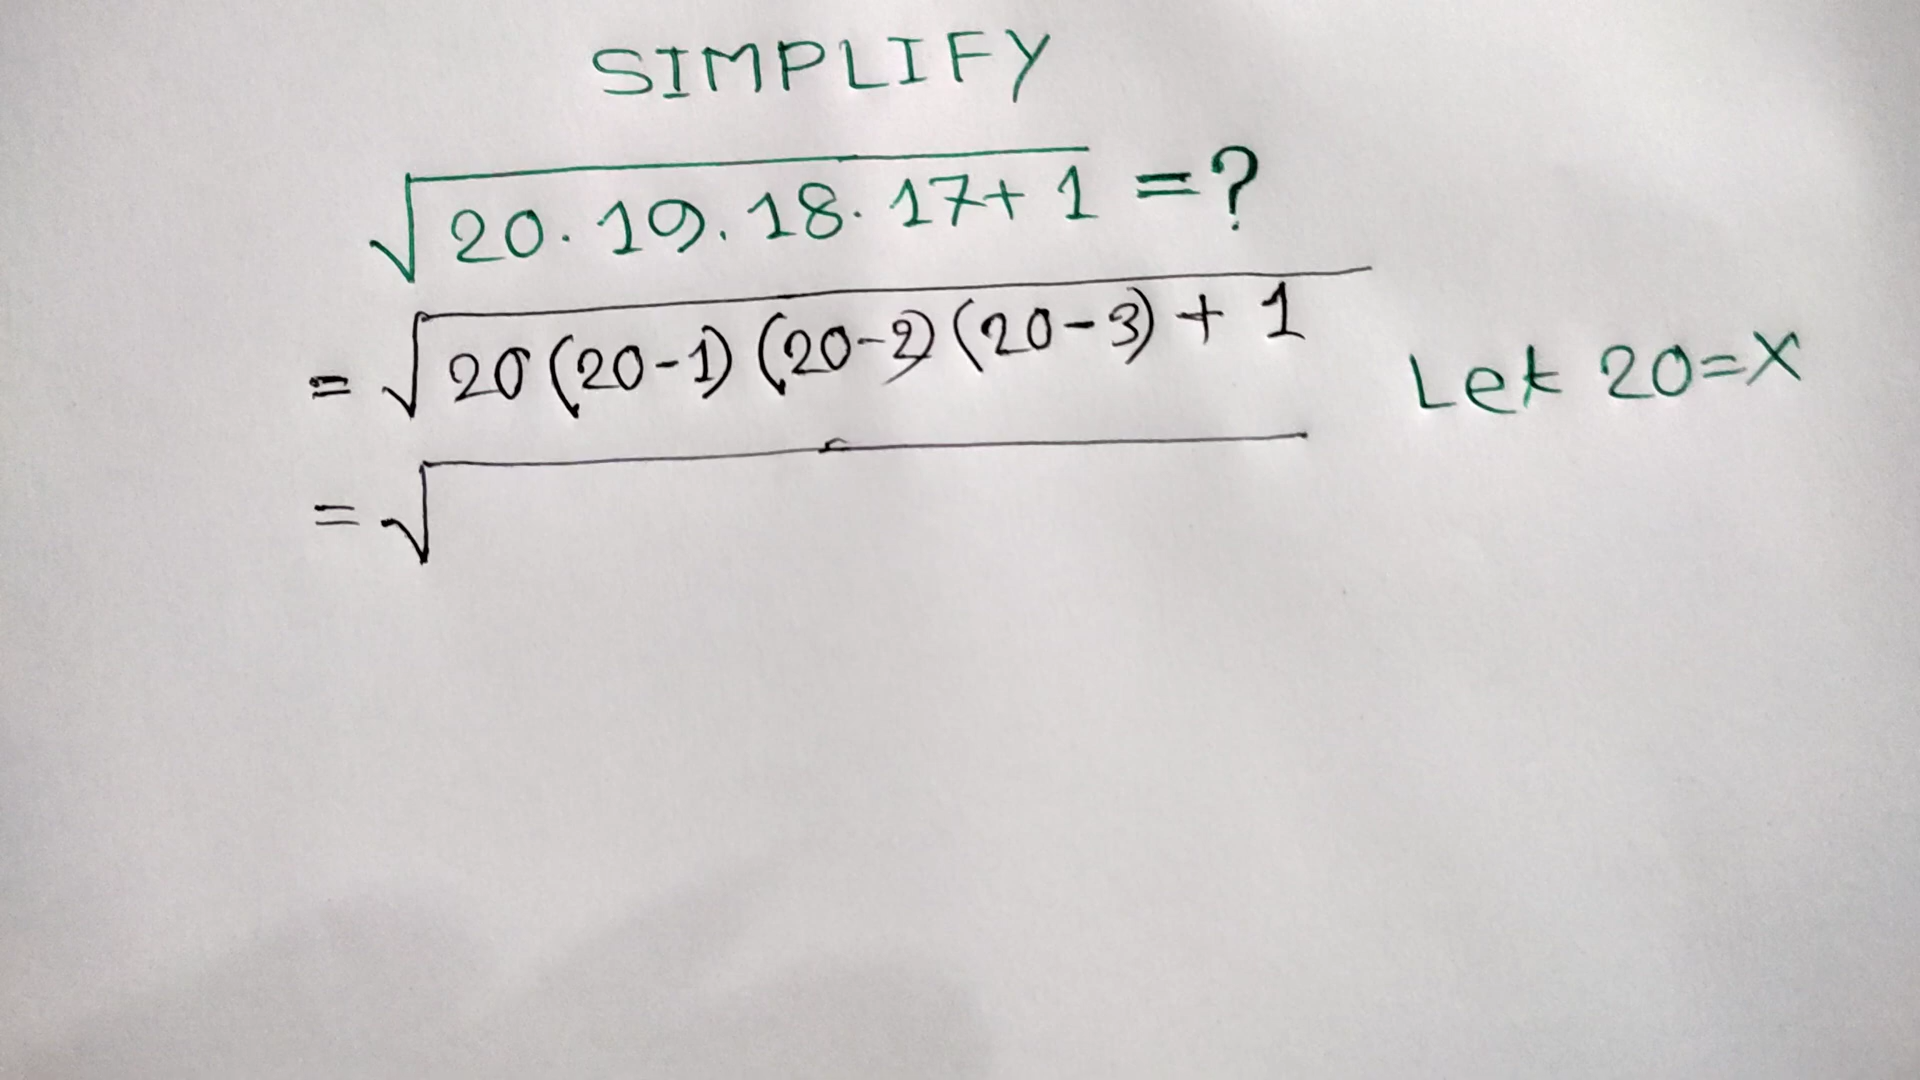 SIMPLIFY
√20.19.18.17+1 =?
= √20(20-1)(20-2)(20-3)+1
Let 20=X
= √